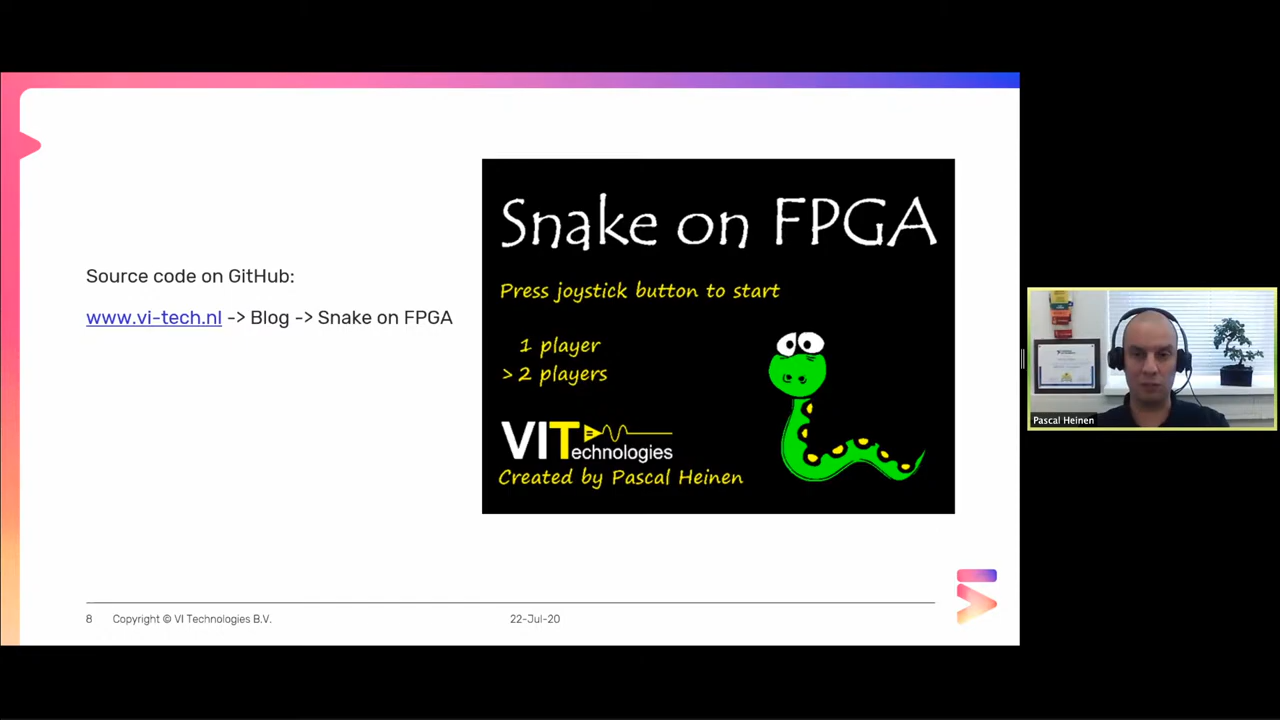 Source code on GitHub:
www.vi-tech.nl -> Blog -> Snake on FPGA
Snake on FPGA
Press joystick button to start
1 player
> 2 players
VITechnologies
Created by Pascal Heinen
8 Copyright © VI Technologies B.V. 22-Jul-20
Pascal Heinen